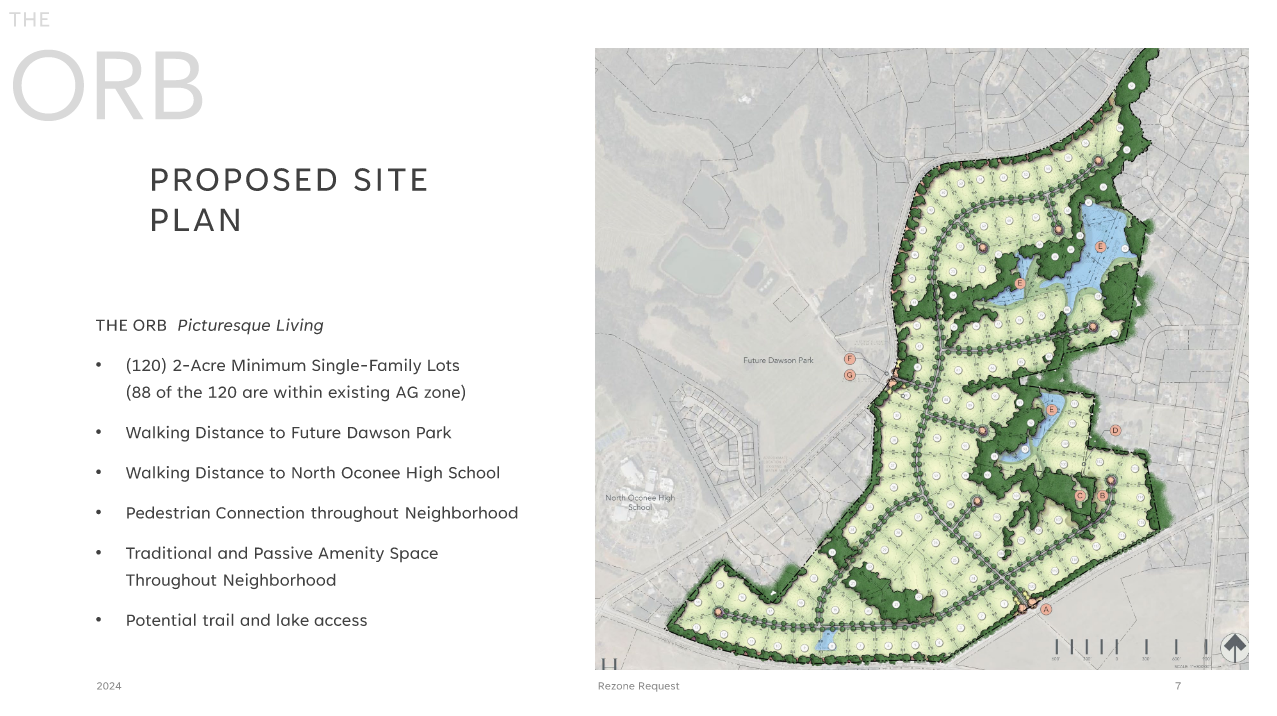 THE
ORB
PROPOSED SITE
PLAN
THE ORB Picturesque Living
• (120) 2-Acre Minimum Single-Family Lots
(88 of the 120 are within existing AG zone)
• Walking Distance to Future Dawson Park
• Walking Distance to North Oconee High School
• Pedestrian Connection throughout Neighborhood
• Traditional and Passive Amenity Space
Throughout Neighborhood
• Potential trail and lake access
E
E
Future Dawson Park
F
G
E
D
North Oconee High
School
C
B
A
H
2024
Rezone Request
7